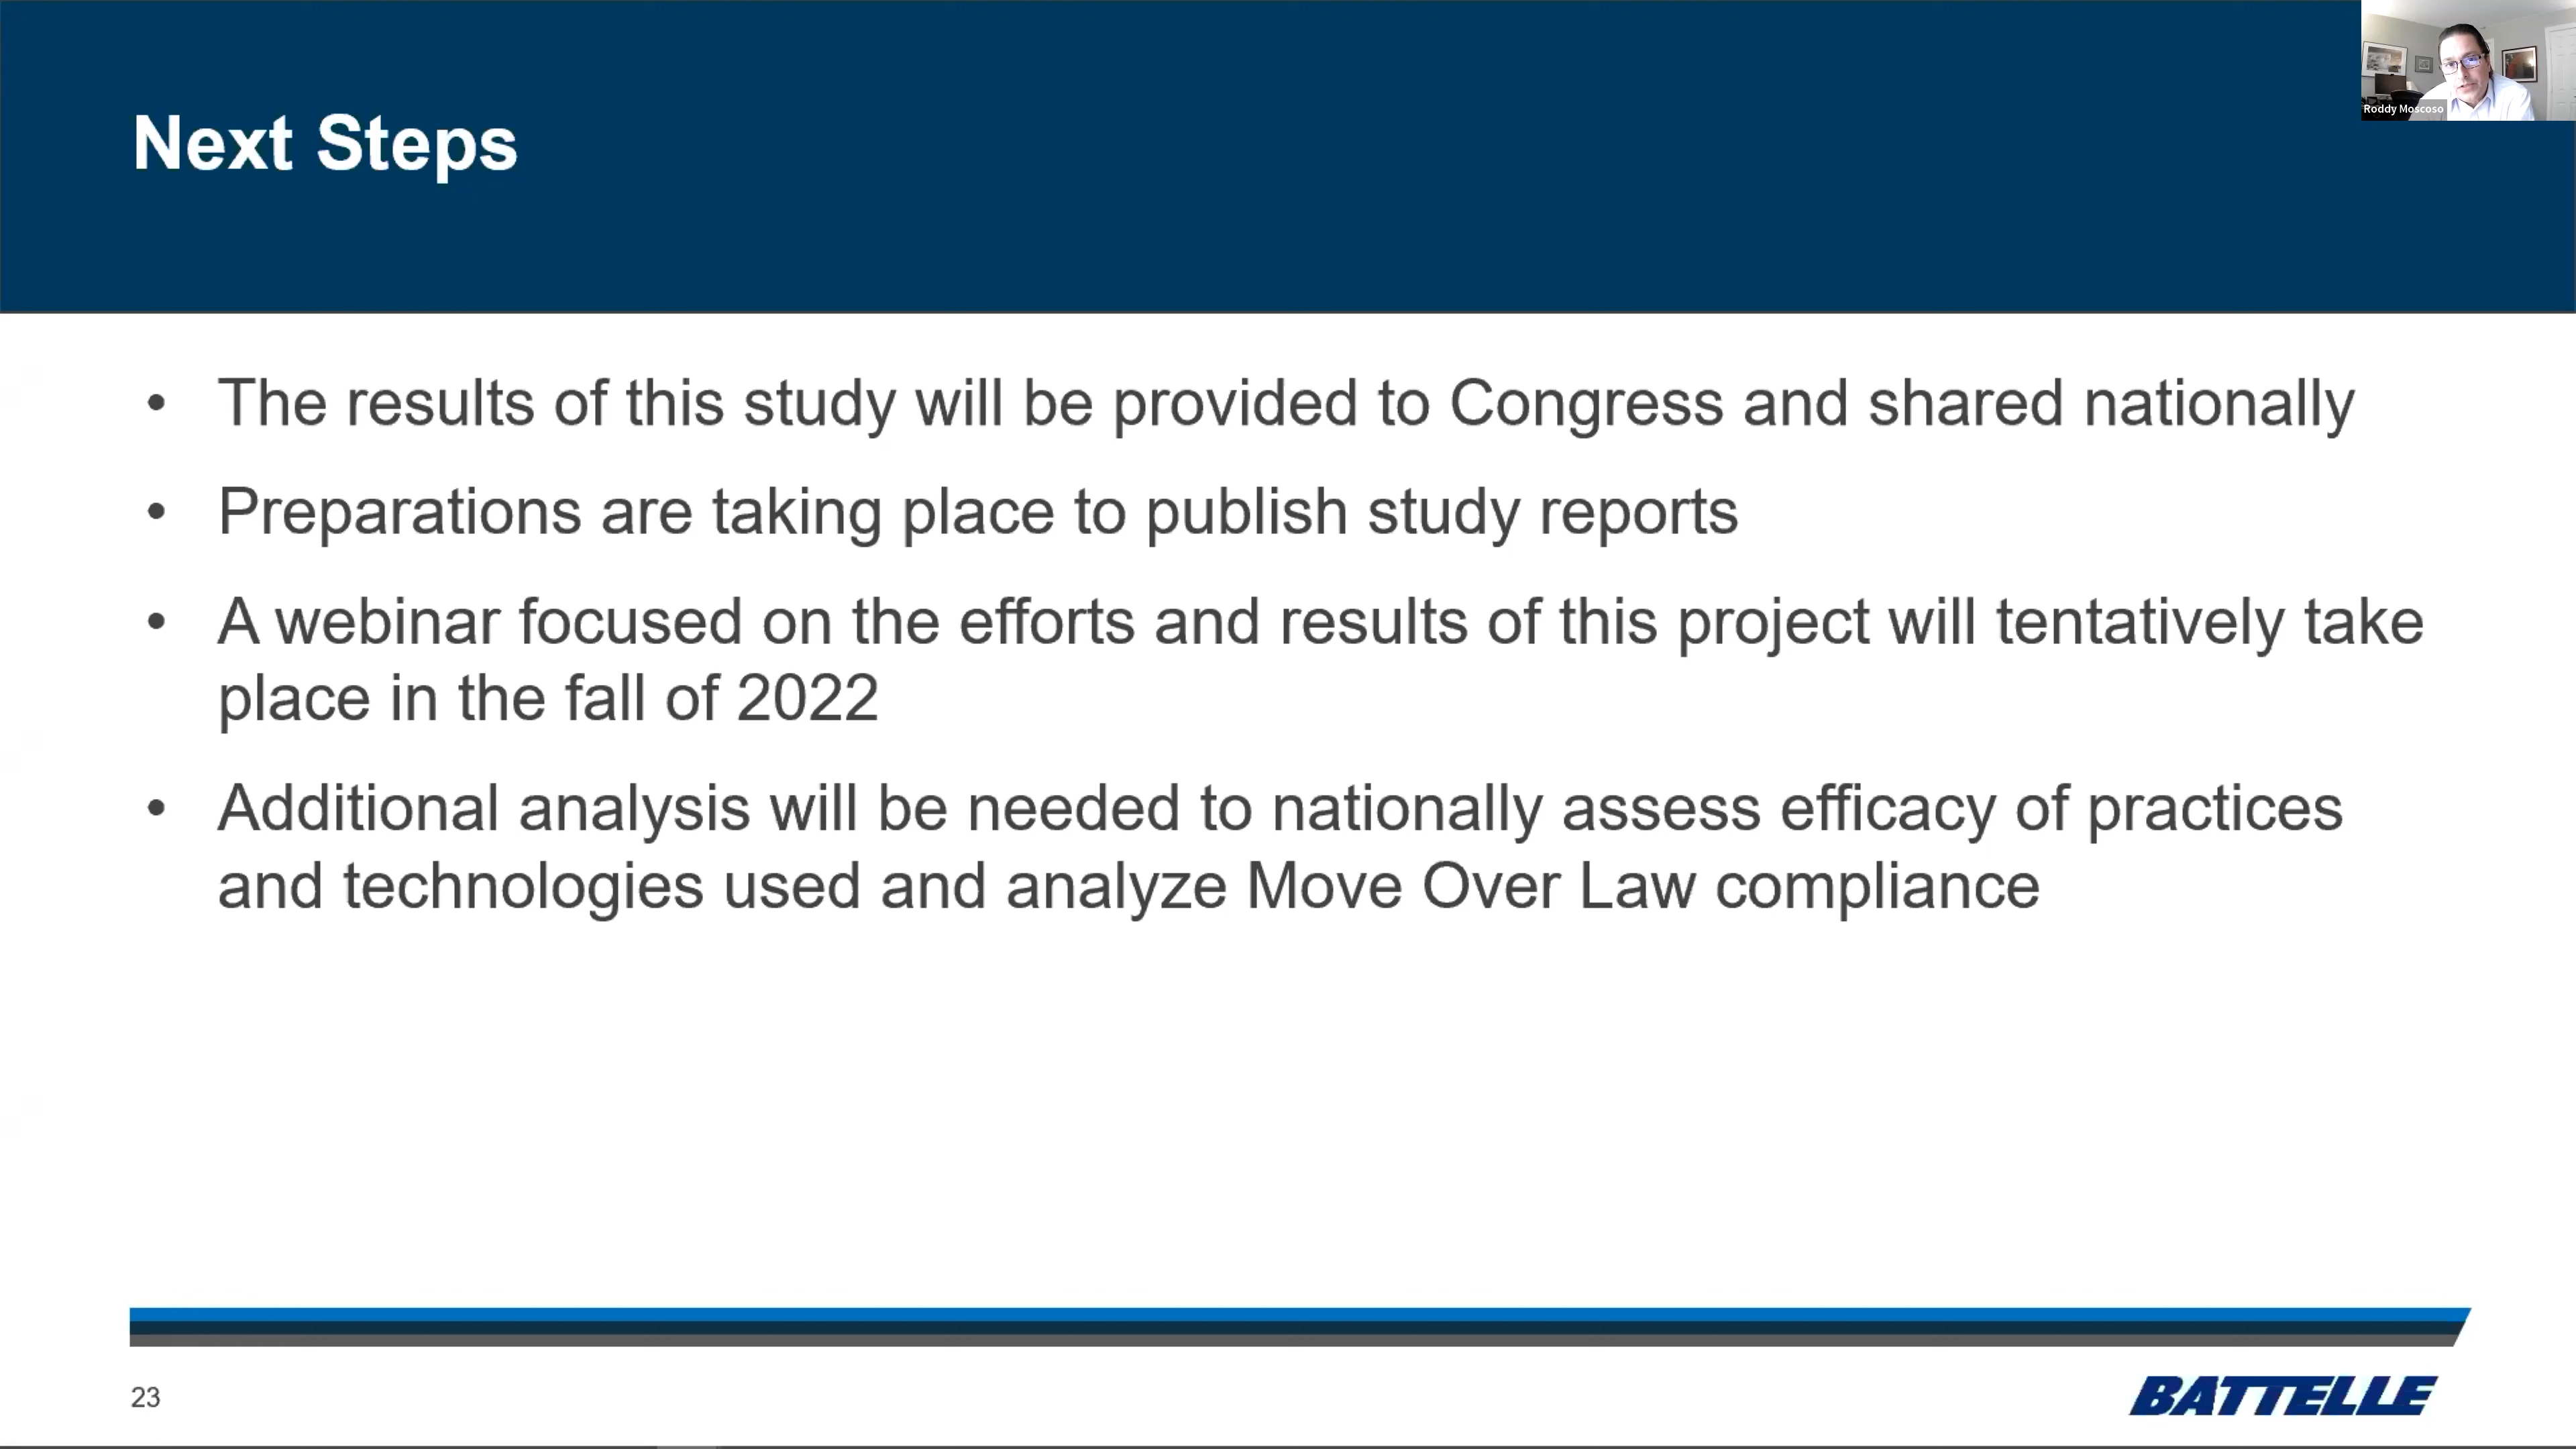 Roddy Moscoso
Next Steps
• The results of this study will be provided to Congress and shared nationally
• Preparations are taking place to publish study reports
• A webinar focused on the efforts and results of this project will tentatively take
place in the fall of 2022
• Additional analysis will be needed to nationally assess efficacy of practices
and technologies used and analyze Move Over Law compliance
23
BATTELLE